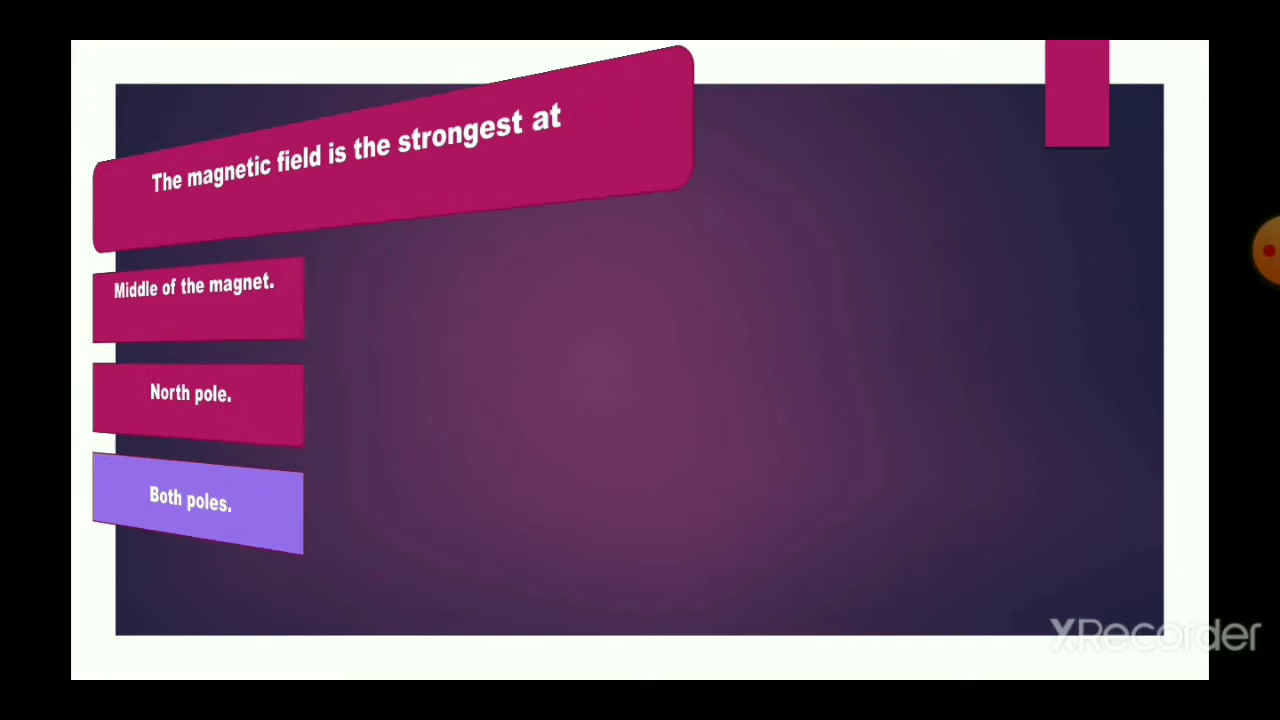 The magnetic field is the strongest at
Middle of the magnet.
North pole.
Both poles.
XRecorder